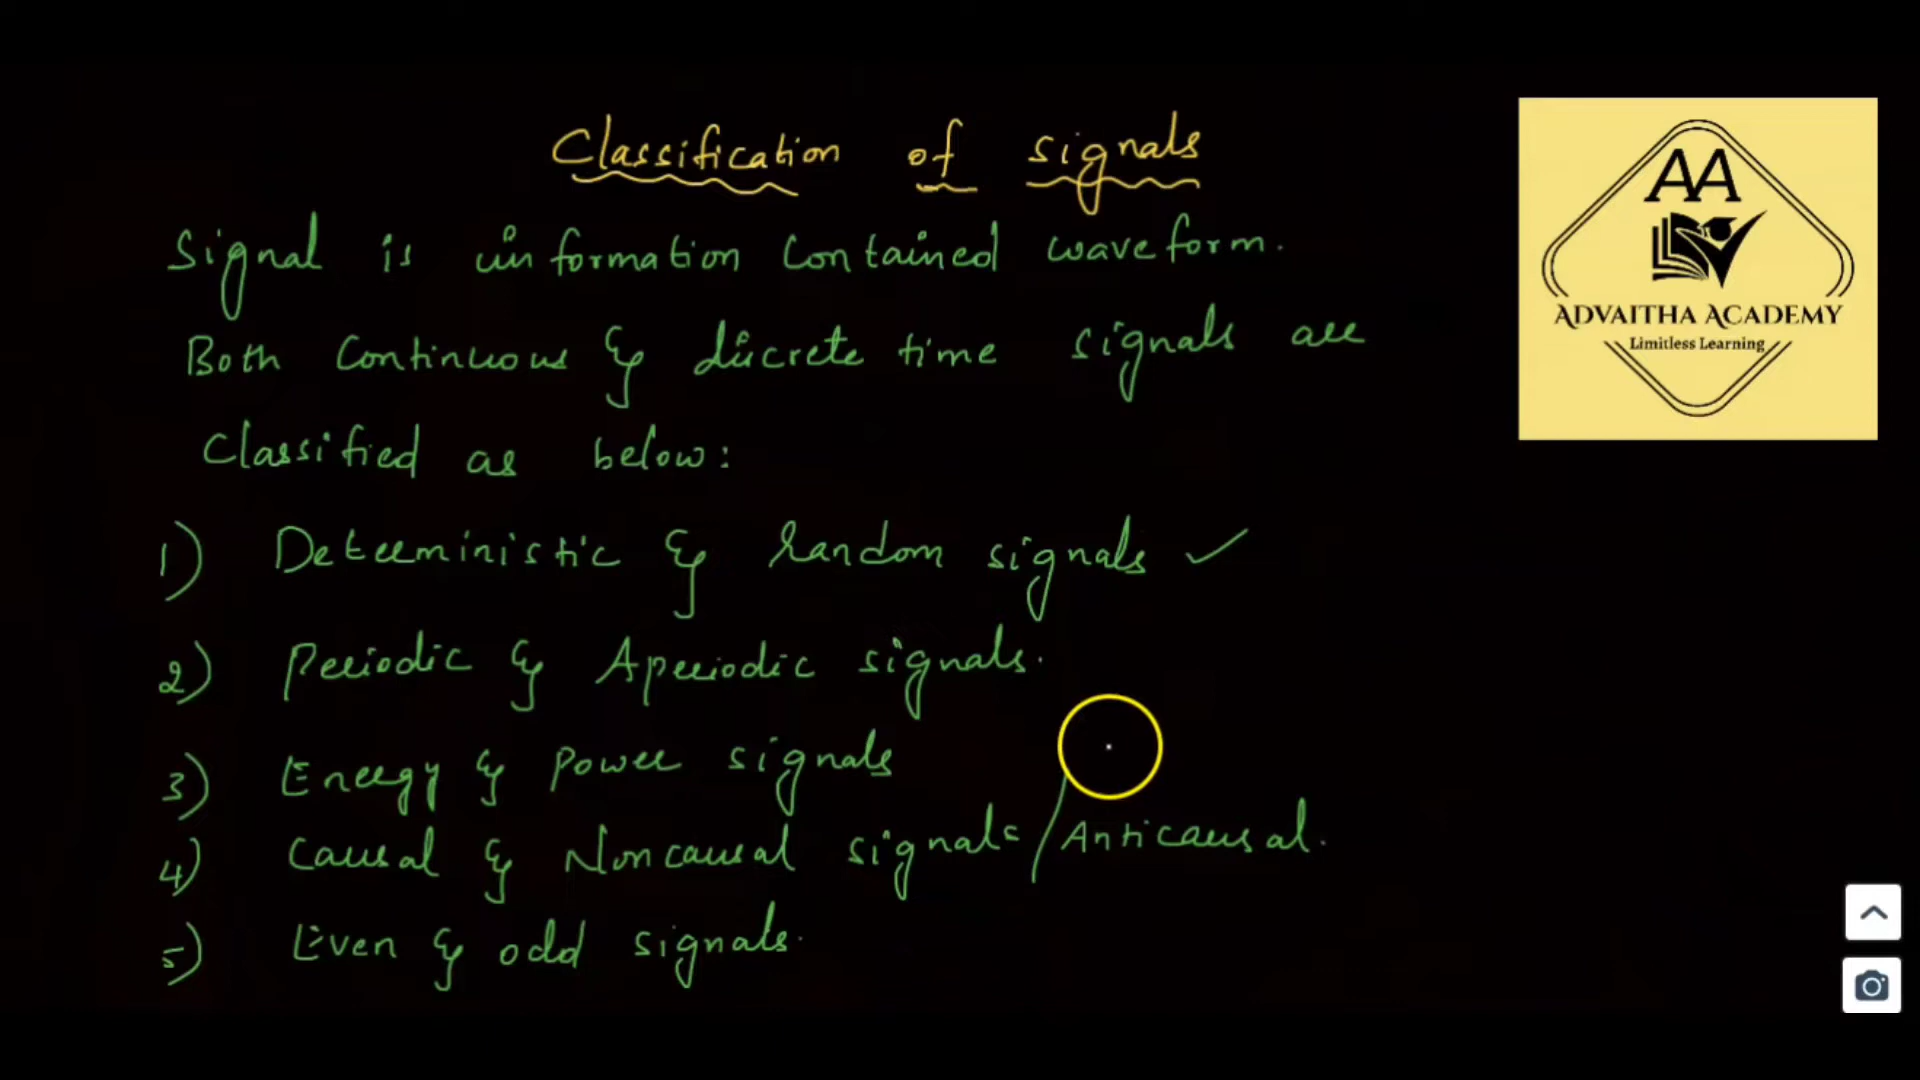 Classification of signals
Signal is information contained waveform.
Both Continuous & discrete time signals are
Classified as below:
1) Deterministic & random signals ✓
2) Periodic & Aperiodic signals.
3) Energy & Power signals
4) Causal & Noncausal signals / Anticausal.
5) Even & odd signals.
AA
ADVAITHA ACADEMY
Limitless Learning